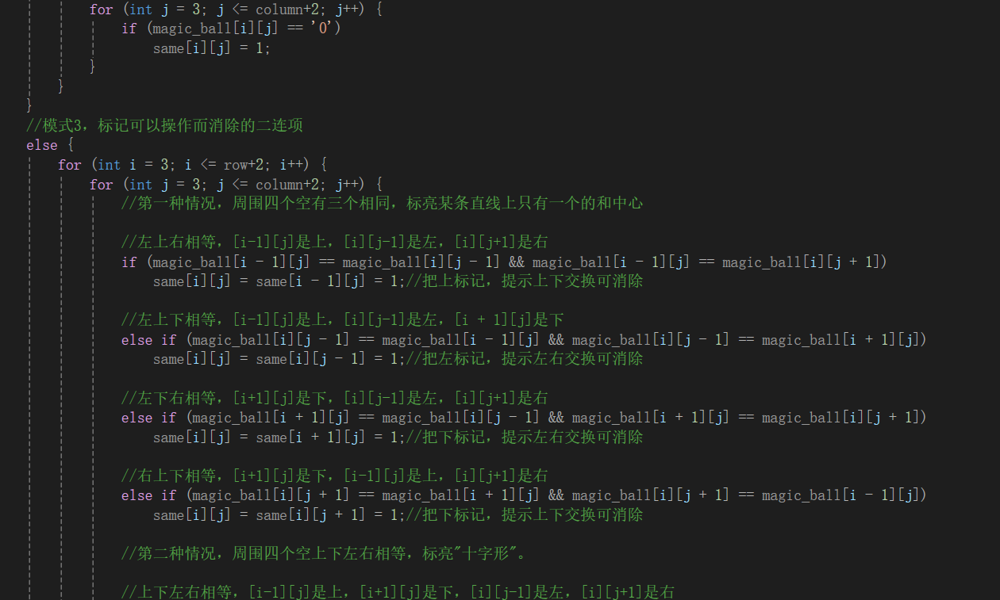 for (int j = 3; j <= column+2; j++) {
if (magic_ball[i][j] == '0')
same[i][j] = 1;
}
}
}
//模式3，标记可以操作而消除的二连项
else {
for (int i = 3; i <= row+2; i++) {
for (int j = 3; j <= column+2; j++) {
//第一种情况，周围四个空有三个相同，标亮某条直线上只有一个的和中心
//左上右相等，[i-1][j]是上，[i][j-1]是左，[i][j+1]是右
if (magic_ball[i - 1][j] == magic_ball[i][j - 1] && magic_ball[i - 1][j] == magic_ball[i][j + 1])
same[i][j] = same[i - 1][j] = 1;//把上标记，提示上下交换可消除
//左上下相等，[i-1][j]是上，[i][j-1]是左，[i + 1][j]是下
else if (magic_ball[i][j - 1] == magic_ball[i - 1][j] && magic_ball[i][j - 1] == magic_ball[i + 1][j])
same[i][j] = same[i][j - 1] = 1;//把左标记，提示左右交换可消除
//左下右相等，[i+1][j]是下，[i][j-1]是左，[i][j+1]是右
else if (magic_ball[i + 1][j] == magic_ball[i][j - 1] && magic_ball[i + 1][j] == magic_ball[i][j + 1])
same[i][j] = same[i + 1][j] = 1;//把下标记，提示左右交换可消除
//右上下相等，[i+1][j]是下，[i-1][j]是上，[i][j+1]是右
else if (magic_ball[i][j + 1] == magic_ball[i + 1][j] && magic_ball[i][j + 1] == magic_ball[i - 1][j])
same[i][j] = same[i][j + 1] = 1;//把下标记，提示上下交换可消除
//第二种情况，周围四个空上下左右相等，标亮"十字形"。
//上下左右相等，[i-1][j]是上，[i+1][j]是下，[i][j-1]是左，[i][j+1]是右